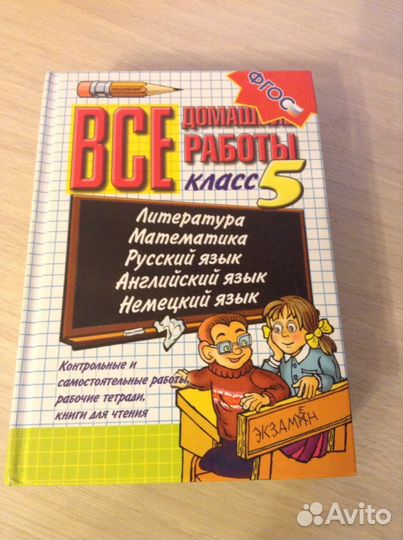 ФГОС
ВСЕ ДОМАШНИЕ
РАБОТЫ
класс 5
Литература
Математика
Русский язык
Английский язык
Немецкий язык
Контрольные и
самостоятельные работы,
рабочие тетради,
книги для чтения
ЭКЗАМЕН
Avito